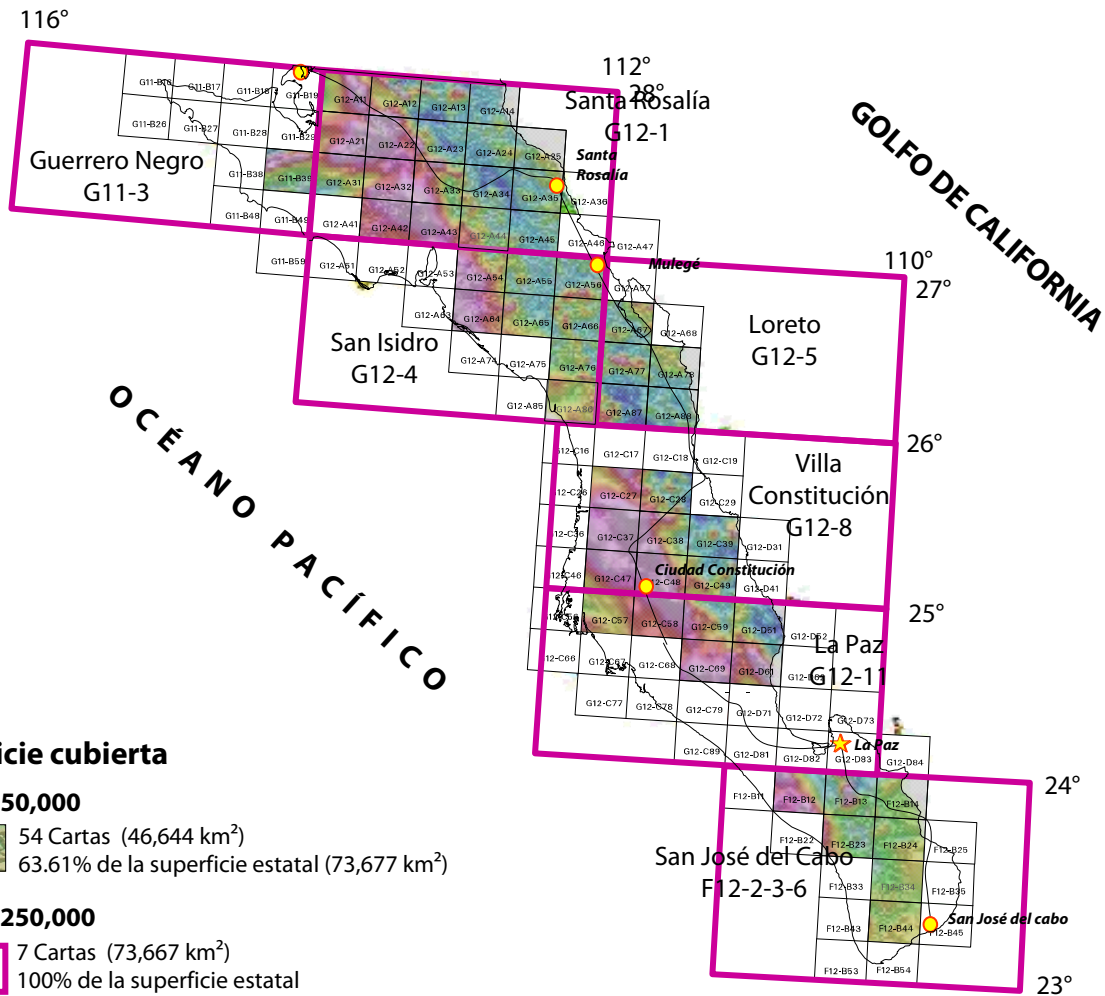 116°
112°
28°
Santa Rosalía
G12-1
GOLFO DE CALIFORNIA
G11-B17
G11-B28
G11-B26
G11-B27
G11-B38
G11-B39
G11-B48
G11-B49
G11-B59
G12-A11
G12-A12
G12-A13
G12-A14
G12-A21
G12-A22
G12-A23
G12-A24
G12-A25
Santa
Rosalía
Guerrero Negro
G11-3
G12-A31
G12-A32
G12-A33
G12-A34
G12-A35
G12-A36
G12-A41
G12-A42
G12-A43
G12-A44
G12-A45
G12-A46
G12-A47
Mulegé
110°
27°
G12-A51
G12-A52
G12-A53
G12-A54
G12-A55
G12-A56
G12-A57
G12-A63
G12-A64
G12-A65
G12-A66
G12-A67
G12-A68
Loreto
G12-5
San Isidro
G12-4
G12-A74
G12-A75
G12-A76
G12-A77
G12-A78
G12-A85
G12-A86
G12-A87
G12-A88
OCÉANO PACÍFICO
26°
12-C16
G12-C17
G12-C18
G12-C19
Villa
Constitución
G12-8
12-C26
G12-C27
G12-C28
G12-C29
12-C36
G12-C37
G12-C38
G12-C39
G12-D31
Ciudad Constitución
12-C46
G12-C47
12-C48
G12-C49
G12-D41
25°
G12-C57
G12-C58
G12-C59
G12-D51
G12-D52
La Paz
G12-11
12-C66
G12-C67
G12-C68
G12-C69
G12-D61
G12-C77
G12-C78
G12-C79
G12-D71
G12-D72
G12-D73
La Paz
G12-C89
G12-D81
G12-D82
G12-D83
G12-D84
24°
F12-B11
F12-B12
F12-B13
F12-B14
F12-B22
F12-B23
F12-B24
F12-B25
San José del Cabo
F12-2-3-6
F12-B33
F12-B34
F12-B35
San José del cabo
F12-B43
F12-B44
F12-B45
F12-B53
F12-B54
23°
icie cubierta
50,000
54 Cartas (46,644 km²)
63.61% de la superficie estatal (73,677 km²)
250,000
7 Cartas (73,667 km²)
100% de la superficie estatal